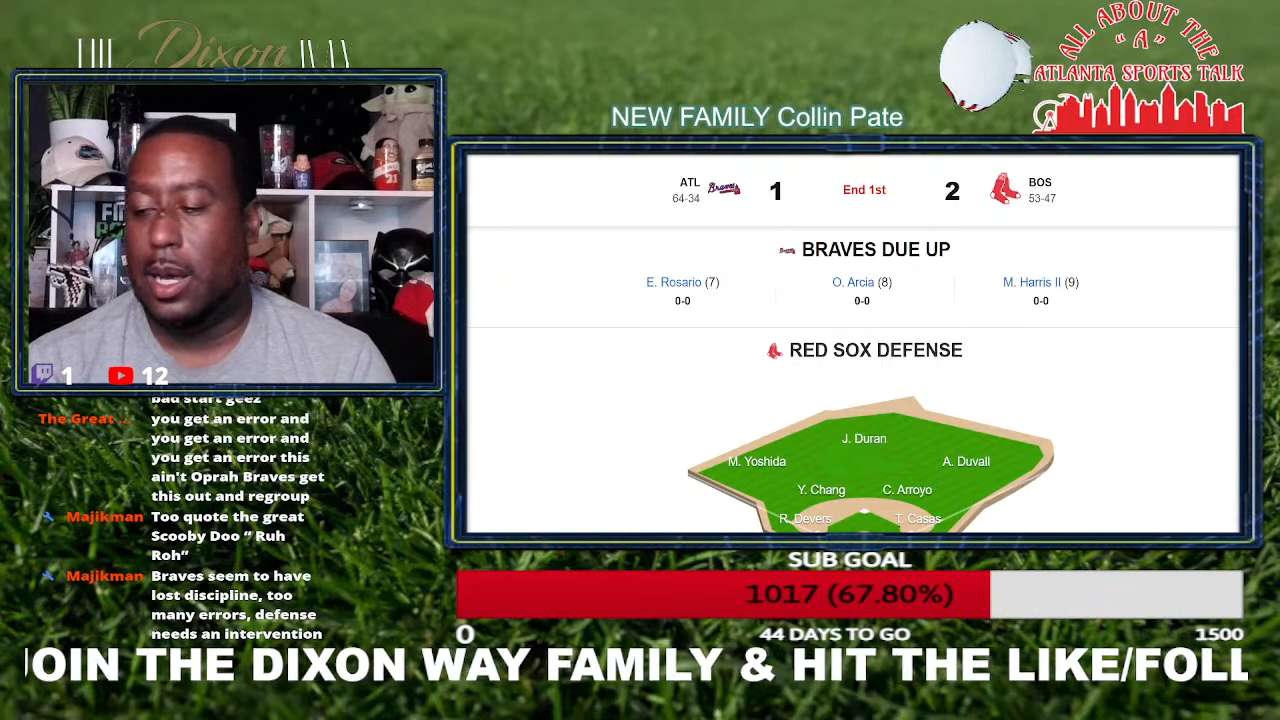 Dixon
ALL ABOUT THE
"A"
ATLANTA SPORTS TALK
NEW FAMILY Collin Pate
ATL
64-34
Braves
1
End 1st
2
BOS
53-47
BRAVES DUE UP
E. Rosario (7)
O. Arcia (8)
M. Harris II (9)
0-0
0-0
0-0
RED SOX DEFENSE
J. Duran
M. Yoshida
A. Duvall
Y. Chang
C. Arroyo
R. Devers
T. Casas
21
1
12
bad start geez
The Great ... you get an error and
you get an error and
you get an error this
ain't Oprah Braves get
this out and regroup
Majikman Too quote the great
Scooby Doo “ Ruh
Roh”
Majikman Braves seem to have
lost discipline, too
many errors, defense
needs an intervention
SUB GOAL
1017 (67.80%)
0
44 DAYS TO GO
1500
OIN THE DIXON WAY FAMILY & HIT THE LIKE/FOLL